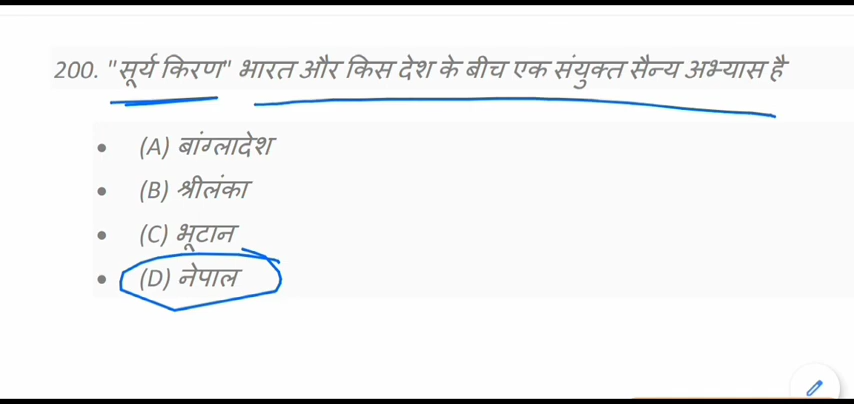 200. "सूर्य किरण" भारत और किस देश के बीच एक संयुक्त सैन्य अभ्यास है
• (A) बांग्लादेश
• (B) श्रीलंका
• (C) भूटान
• (D) नेपाल